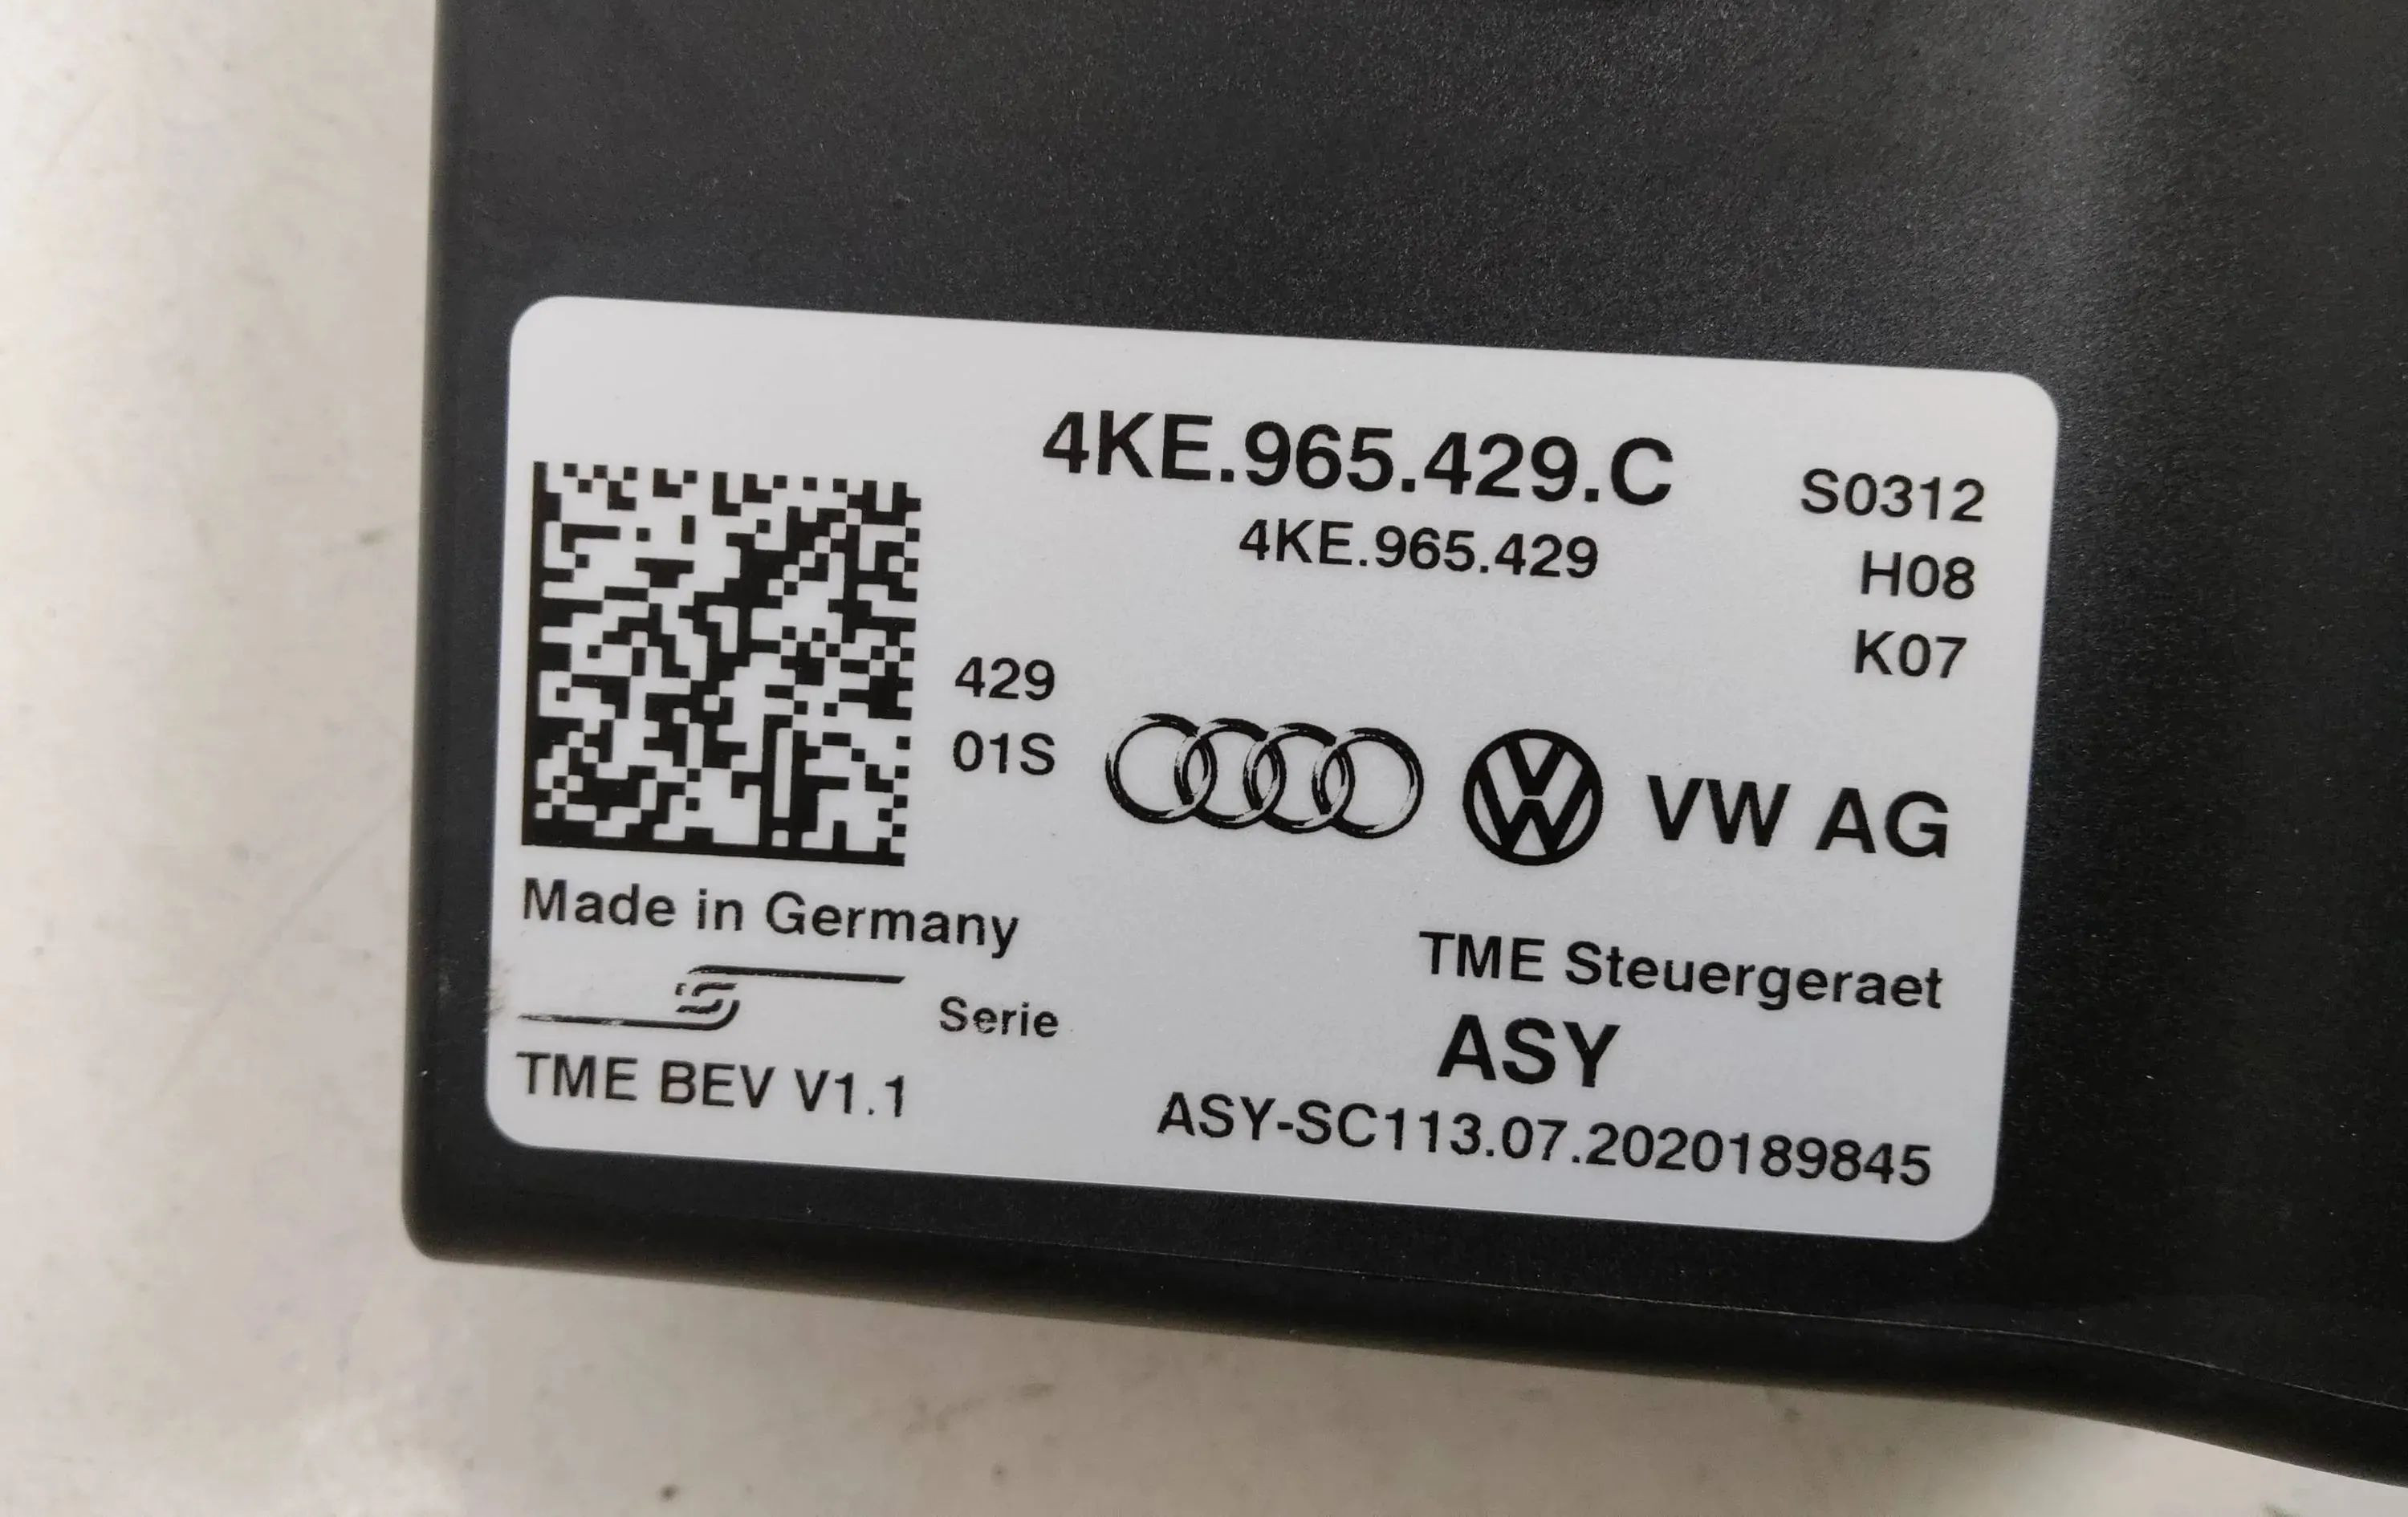 4KE.965.429.C
4KE.965.429
S0312
H08
K07
429
01S
VW AG
Made in Germany
Serie
TME BEV V1.1
TME Steuergeraet
ASY
ASY-SC113.07.2020189845